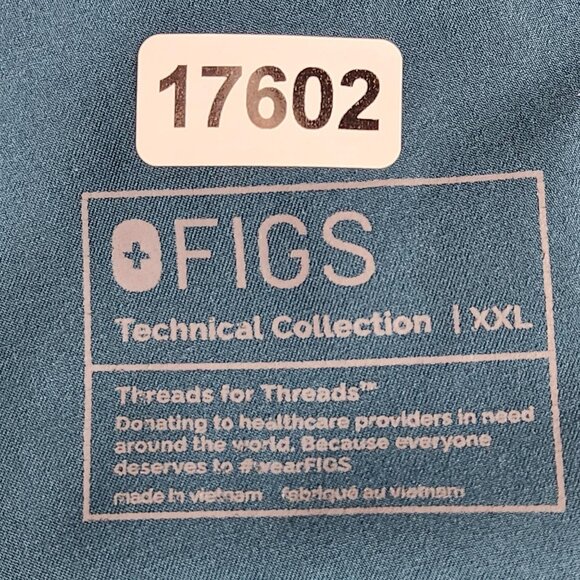 17602
FIGS
Technical Collection | XXL
Threads for Threads™
Donating to healthcare providers in need
around the world. Because everyone
deserves to #wearFIGS
made in vietnam fabriqué au vietnam